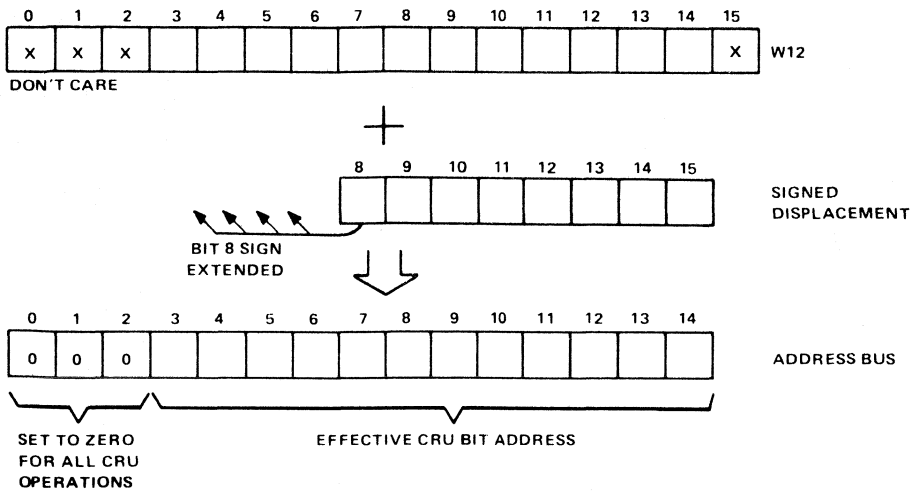 0 1 2 3 4 5 6 7 8 9 10 11 12 13 14 15
X X X X W12
DON'T CARE
8 9 10 11 12 13 14 15
SIGNED
DISPLACEMENT
BIT 8 SIGN
EXTENDED
0 1 2 3 4 5 6 7 8 9 10 11 12 13 14
0 0 0 ADDRESS BUS
SET TO ZERO
FOR ALL CRU
OPERATIONS
EFFECTIVE CRU BIT ADDRESS